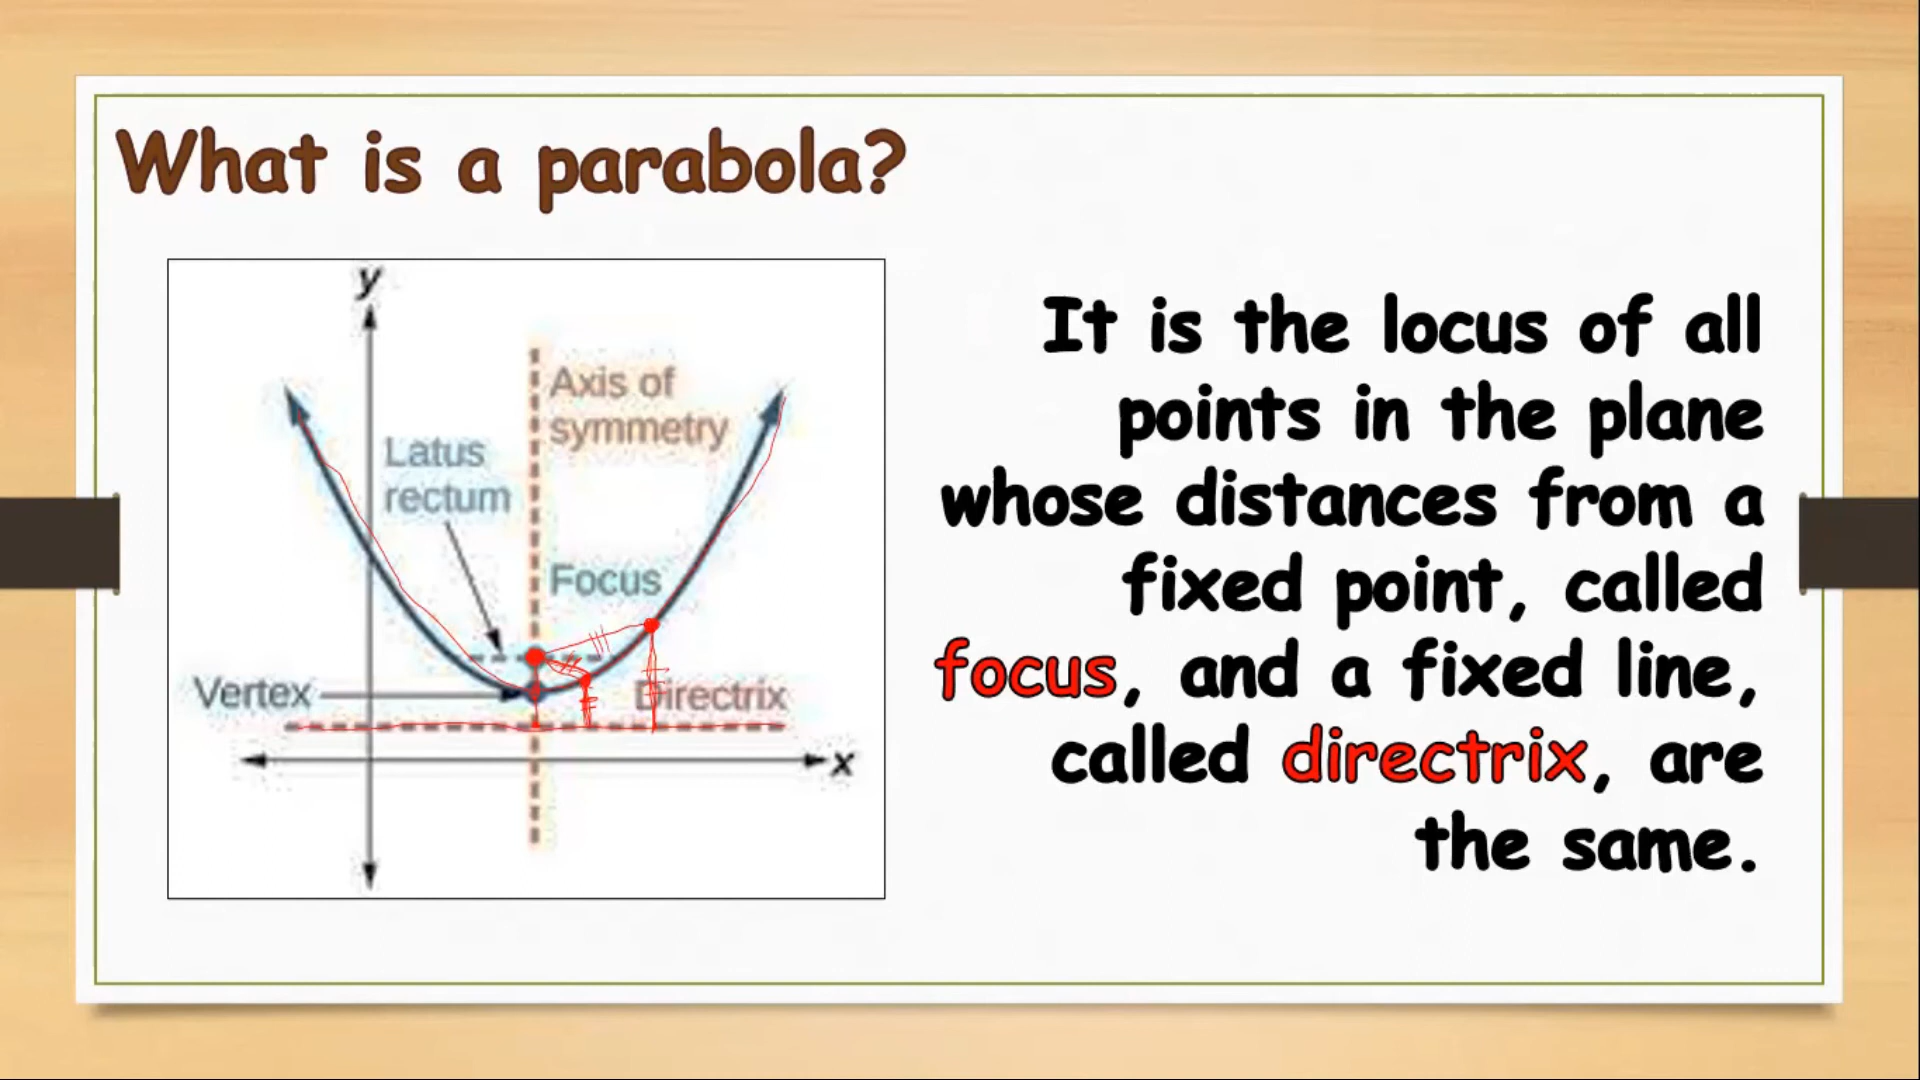 What is a parabola?
y
Axis of
symmetry
Latus
rectum
Focus
Vertex
Directrix
x
It is the locus of all
points in the plane
whose distances from a
fixed point, called
focus, and a fixed line,
called directrix, are
the same.